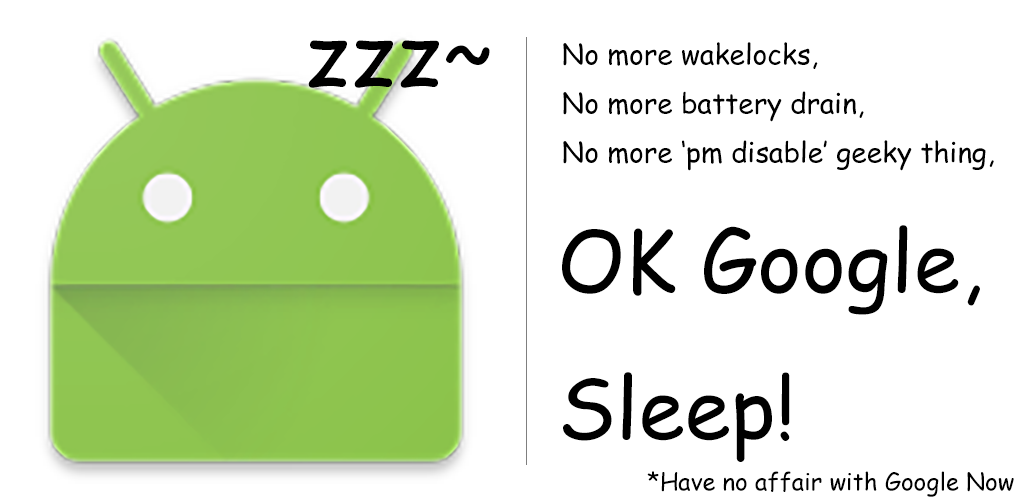 zzz~
No more wakelocks,
No more battery drain,
No more ‘pm disable’ geeky thing,
OK Google,
Sleep!
*Have no affair with Google Now